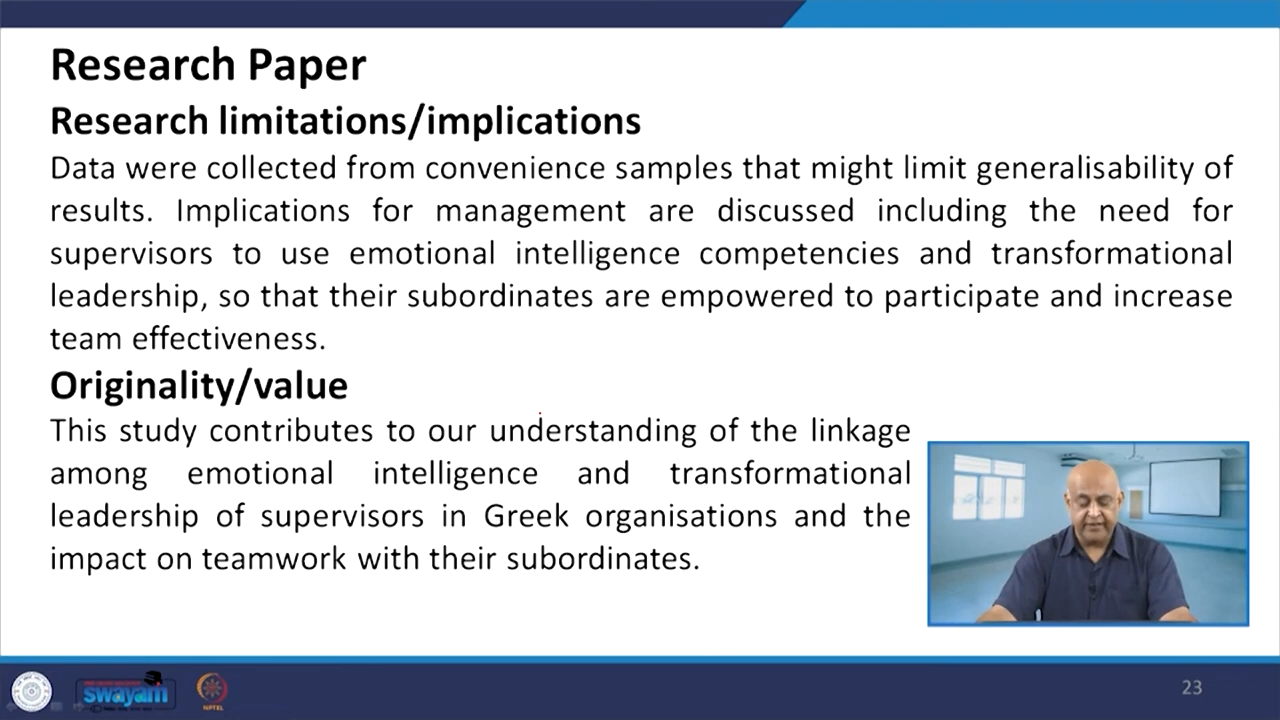 Research Paper
Research limitations/implications
Data were collected from convenience samples that might limit generalisability of
results. Implications for management are discussed including the need for
supervisors to use emotional intelligence competencies and transformational
leadership, so that their subordinates are empowered to participate and increase
team effectiveness.
Originality/value
This study contributes to our understanding of the linkage
among emotional intelligence and transformational
leadership of supervisors in Greek organisations and the
impact on teamwork with their subordinates.
swayam
NPTEL
23